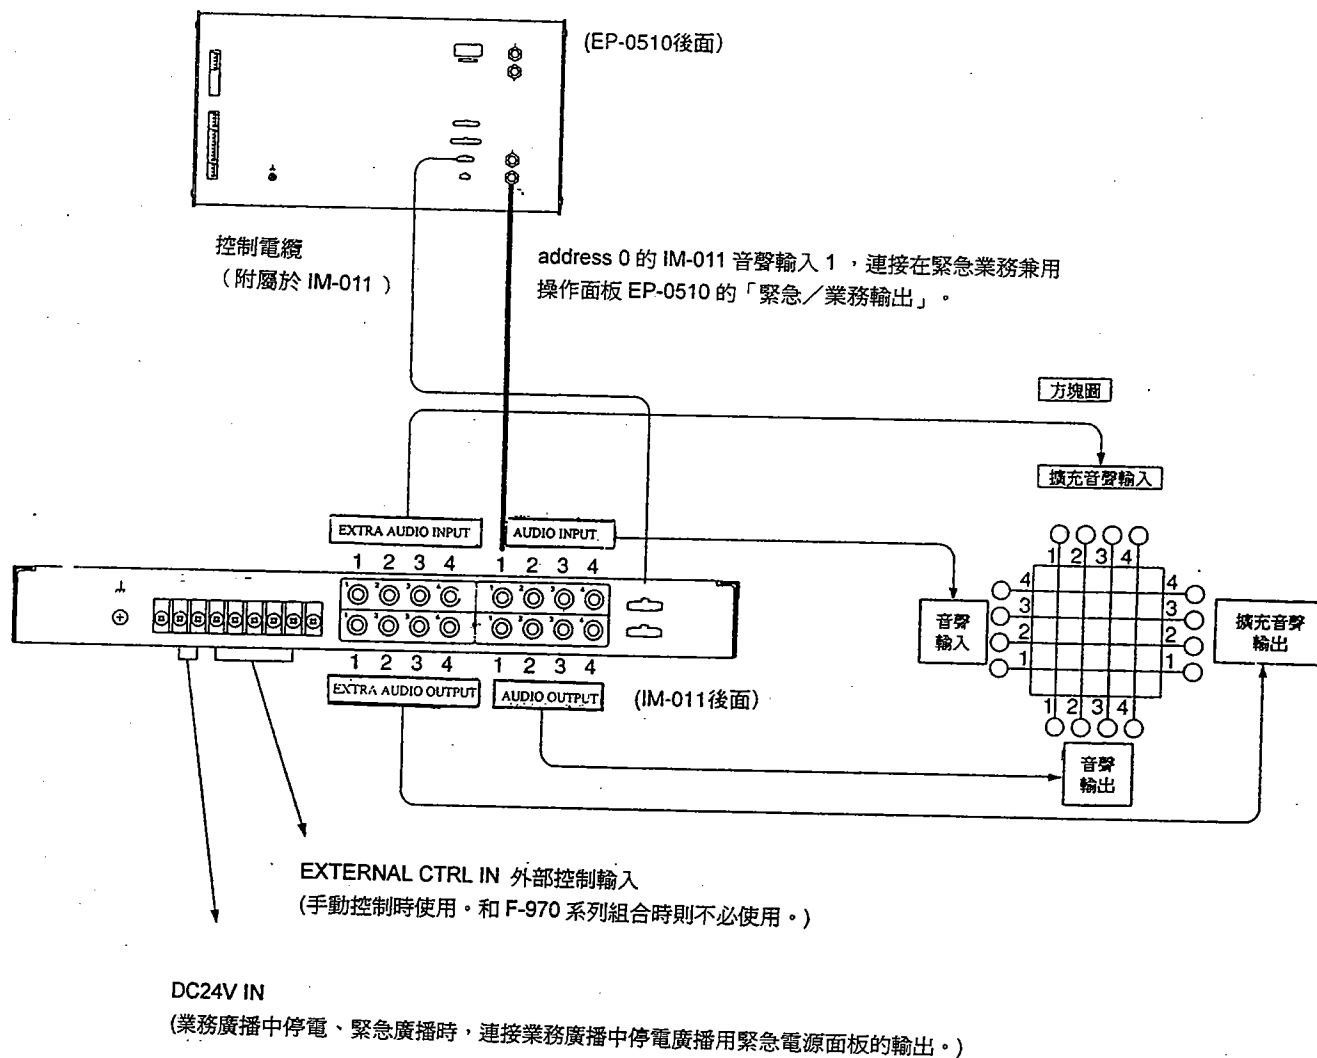 (EP-0510後面)
控制電纜
（附屬於 IM-011 ）
address 0 的 IM-011 音聲輸入 1 ，連接在緊急業務兼用
操作面板 EP-0510 的「緊急／業務輸出」。
方塊圖
擴充音聲輸入
EXTRA AUDIO INPUT
AUDIO INPUT
1 2 3 4 1 2 3 4
1 2 3 4 1 2 3 4
1 2 3 4 1 2 3 4
1 2 3 4 1 2 3 4
EXTRA AUDIO OUTPUT
AUDIO OUTPUT
(IM-011後面)
1 2 3 4
4 4
3 3
2 2
1 1
1 2 3 4
音聲
輸入
擴充音聲
輸出
音聲
輸出
EXTERNAL CTRL IN 外部控制輸入
(手動控制時使用。和 F-970 系列組合時則不必使用。)
DC24V IN
(業務廣播中停電、緊急廣播時，連接業務廣播中停電廣播用緊急電源面板的輸出。)